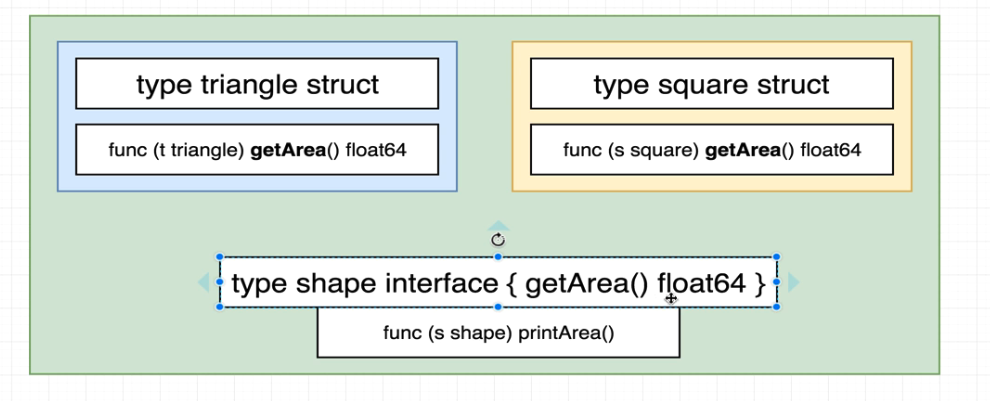 type triangle struct
type square struct
func (t triangle) getArea() float64
func (s square) getArea() float64
type shape interface { getArea() float64 }
func (s shape) printArea()